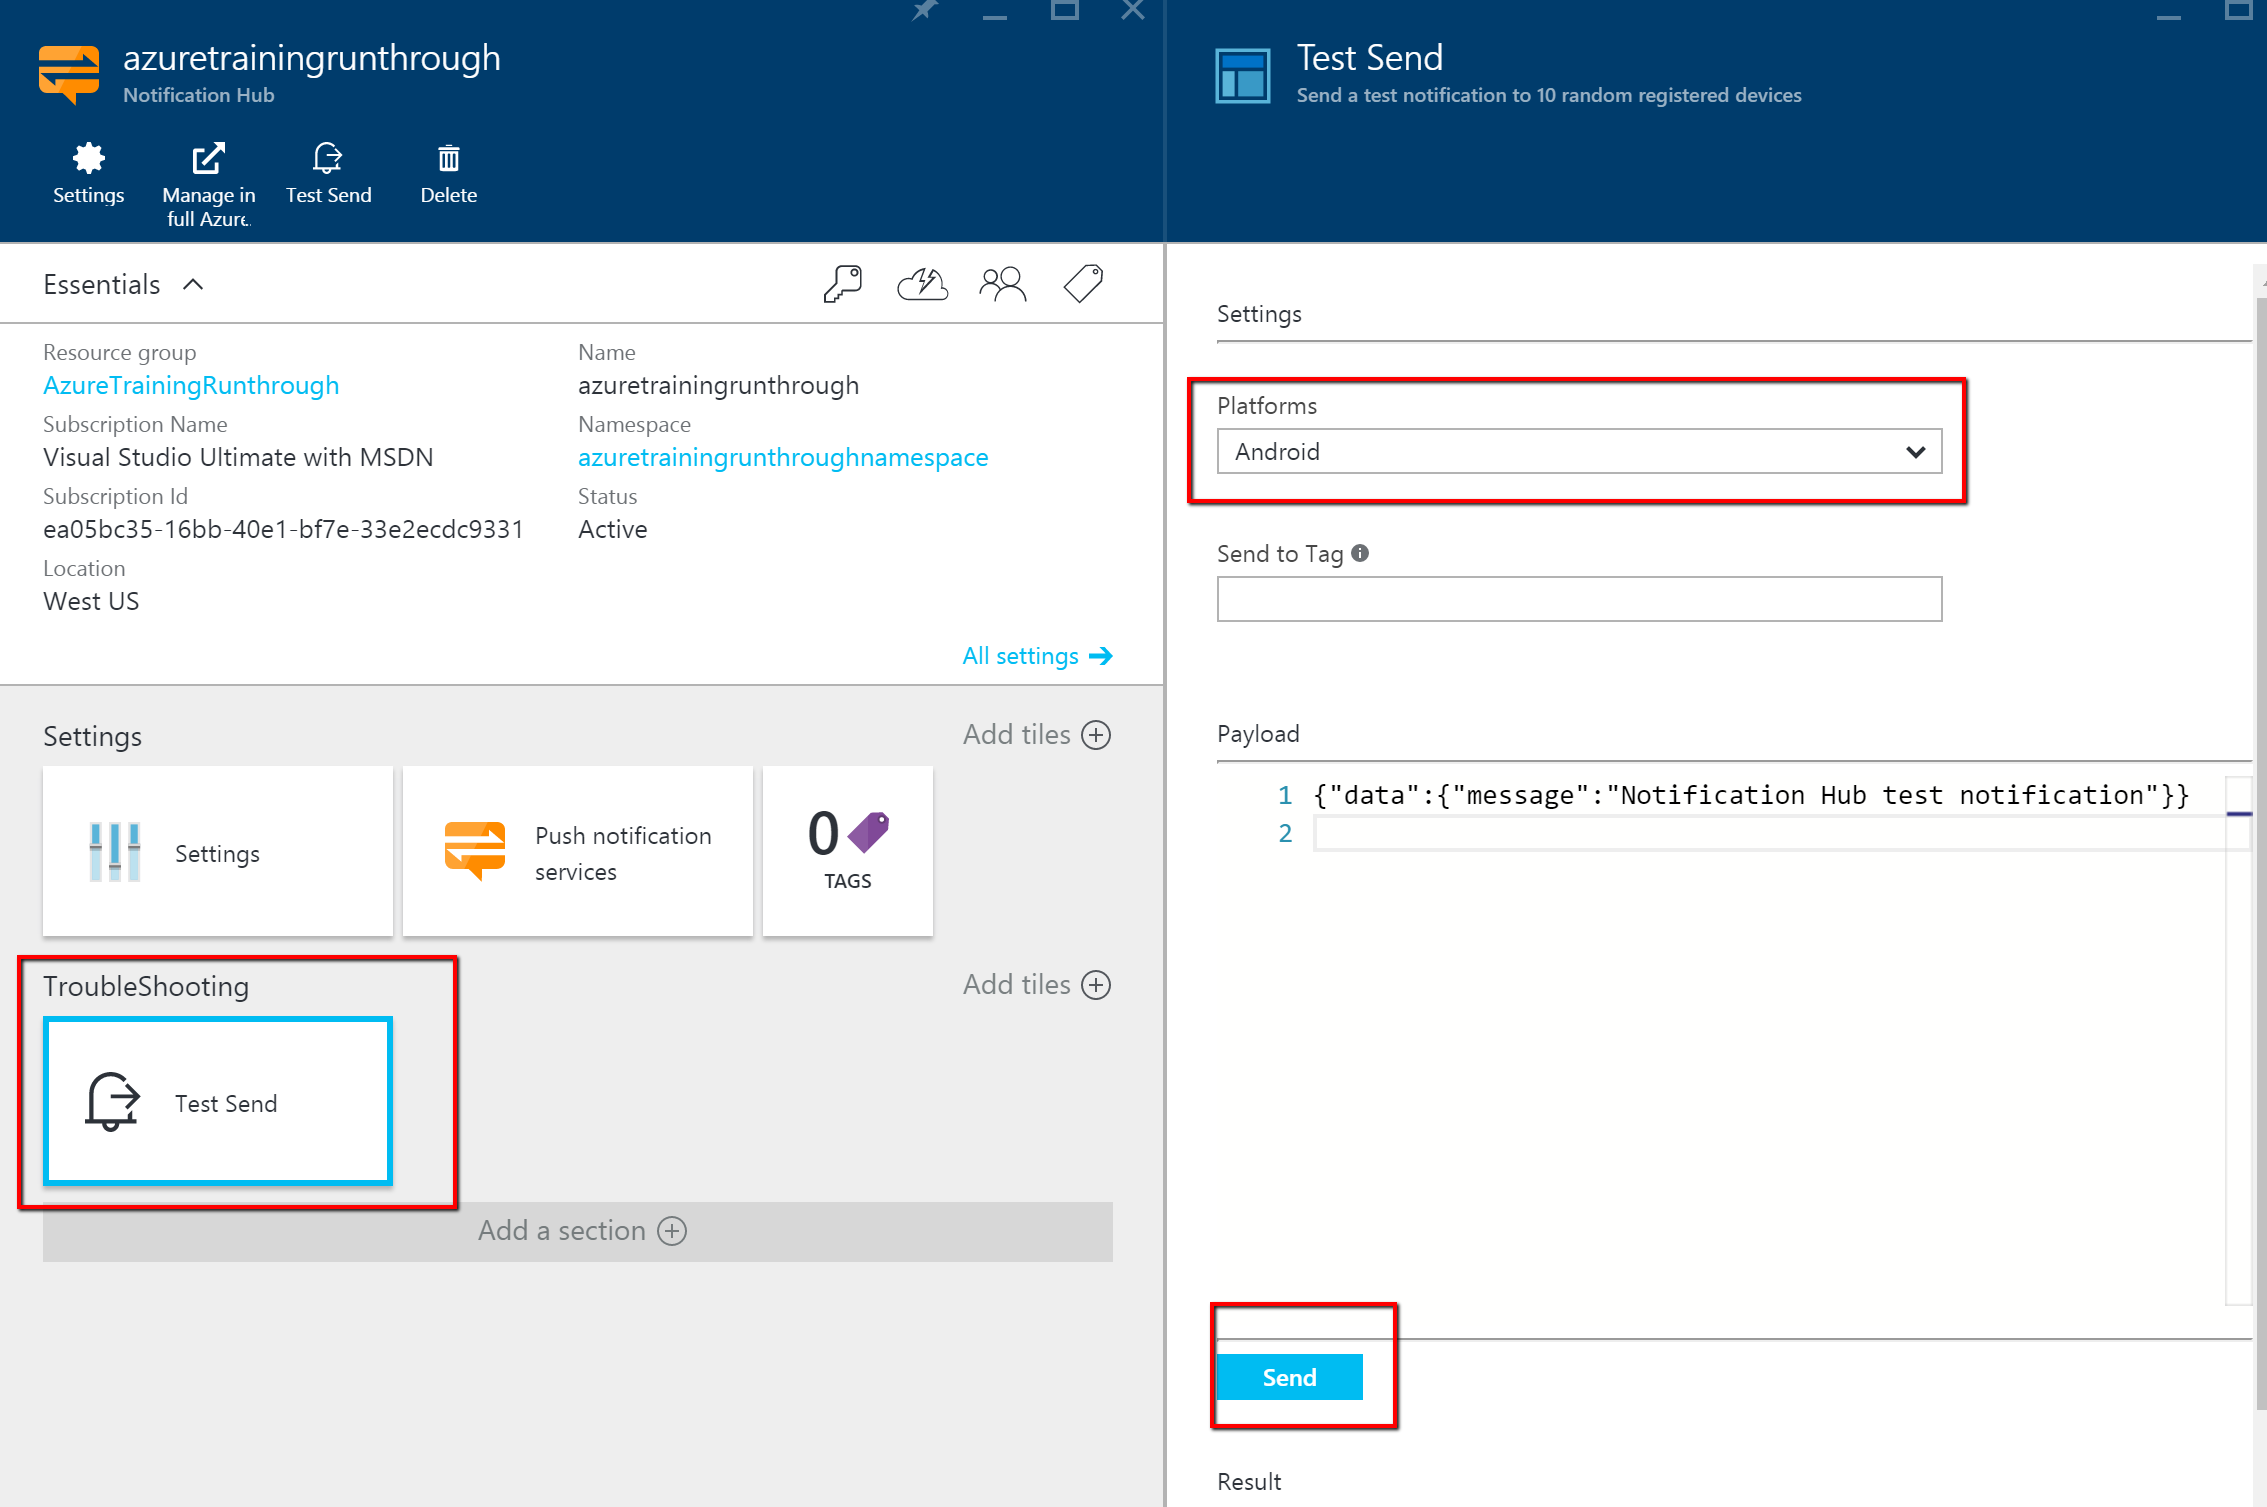 azuretrainingrunthrough
Notification Hub
Settings
Manage in
full Azure.
Test Send
Delete
Essentials
Resource group
AzureTrainingRunthrough
Subscription Name
Visual Studio Ultimate with MSDN
Subscription Id
ea05bc35-16bb-40e1-bf7e-33e2ecdc9331
Location
West US
Name
azuretrainingrunthrough
Namespace
azuretrainingrunthroughnamespace
Status
Active
All settings
Settings
Add tiles
Settings
Push notification
services
0
TAGS
TroubleShooting
Add tiles
Test Send
Add a section
Test Send
Send a test notification to 10 random registered devices
Settings
Platforms
Android
Send to Tag
Payload
1 {"data":{"message":"Notification Hub test notification"}}
2
Send
Result